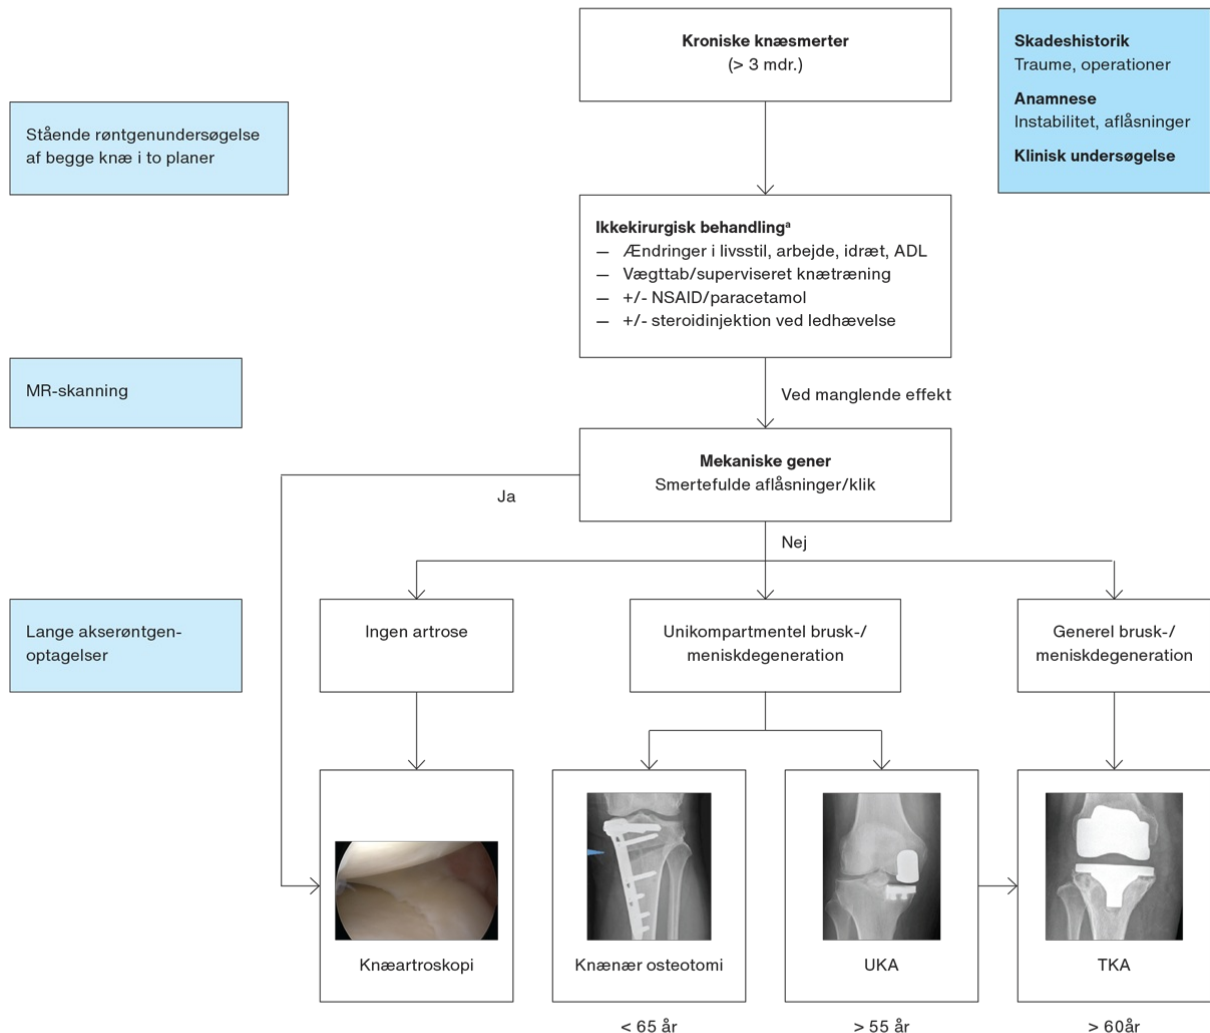 Kroniske knæsmerter
(> 3 mdr.)
Skadeshistorik
Traume, operationer
Anamnese
Instabilitet, aflåsninger
Klinisk undersøgelse
Stående røntgenundersøgelse
af begge knæ i to planer
Ikkekirurgisk behandlingᵃ
— Ændringer i livsstil, arbejde, idræt, ADL
— Vægttab/superviseret knætræning
— +/- NSAID/paracetamol
— +/- steroidinjektion ved ledhævelse
MR-skanning
Ved manglende effekt
Mekaniske gener
Smertefulde aflåsninger/klik
Ja
Nej
Lange akserøntgen-
optagelser
Ingen artrose
Unikompartmentel brusk-/
meniskdegeneration
Generel brusk-/
meniskdegeneration
Knæartroskopi
Knænær osteotomi
UKA
TKA
< 65 år
> 55 år
> 60år